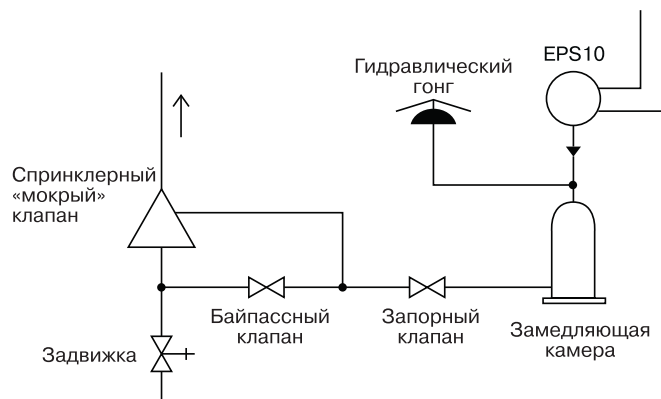 EPS10
Гидравлический
гонг
Спринклерный
«мокрый»
клапан
Байпассный
клапан
Запорный
клапан
Замедляющая
камера
Задвижка